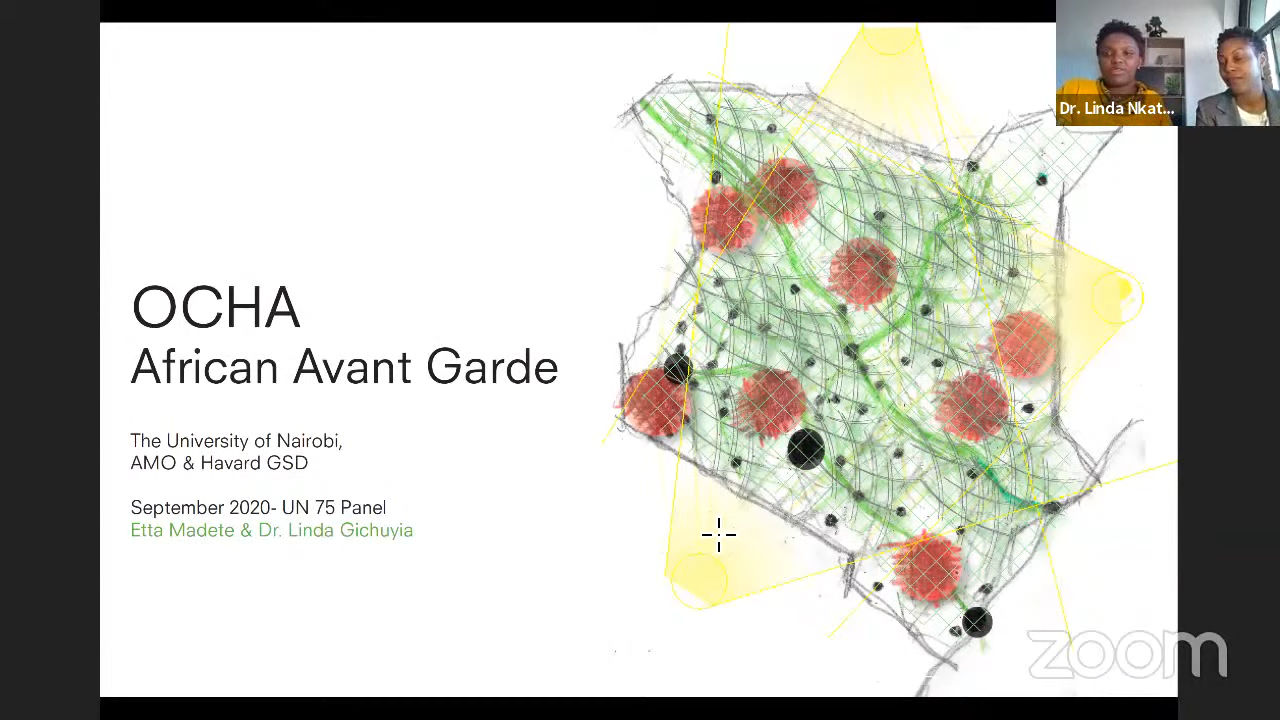 OCHA
African Avant Garde
The University of Nairobi,
AMO & Havard GSD
September 2020- UN 75 Panel
Etta Madete & Dr. Linda Gichuyia
Dr. Linda Nkat...
zoom